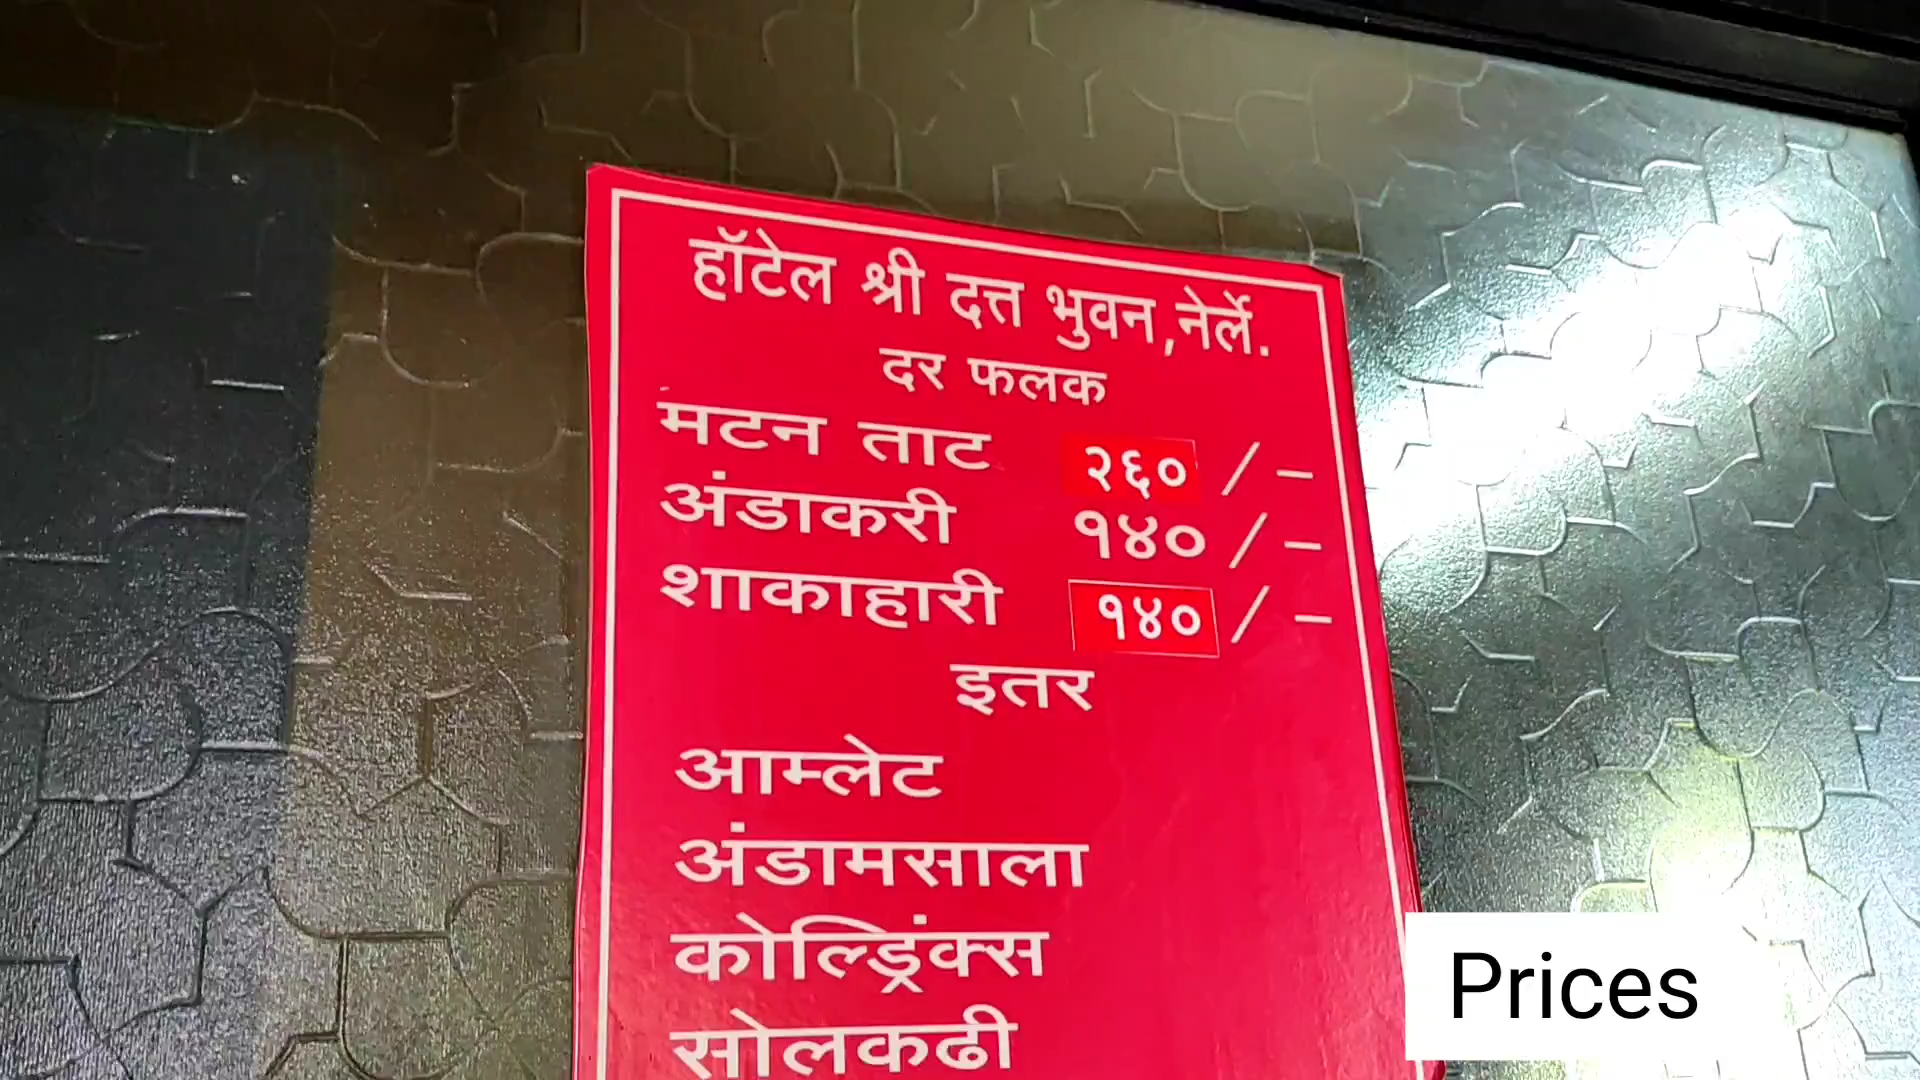 हॉटेल श्री दत्त भुवन,नेर्ले.
दर फलक
मटन ताट २६० / –
अंडाकरी १४० / –
शाकाहारी १४० / –
इतर
आम्लेट
अंडामसाला
कोल्ड्रिंक्स
सोलकढी
Prices